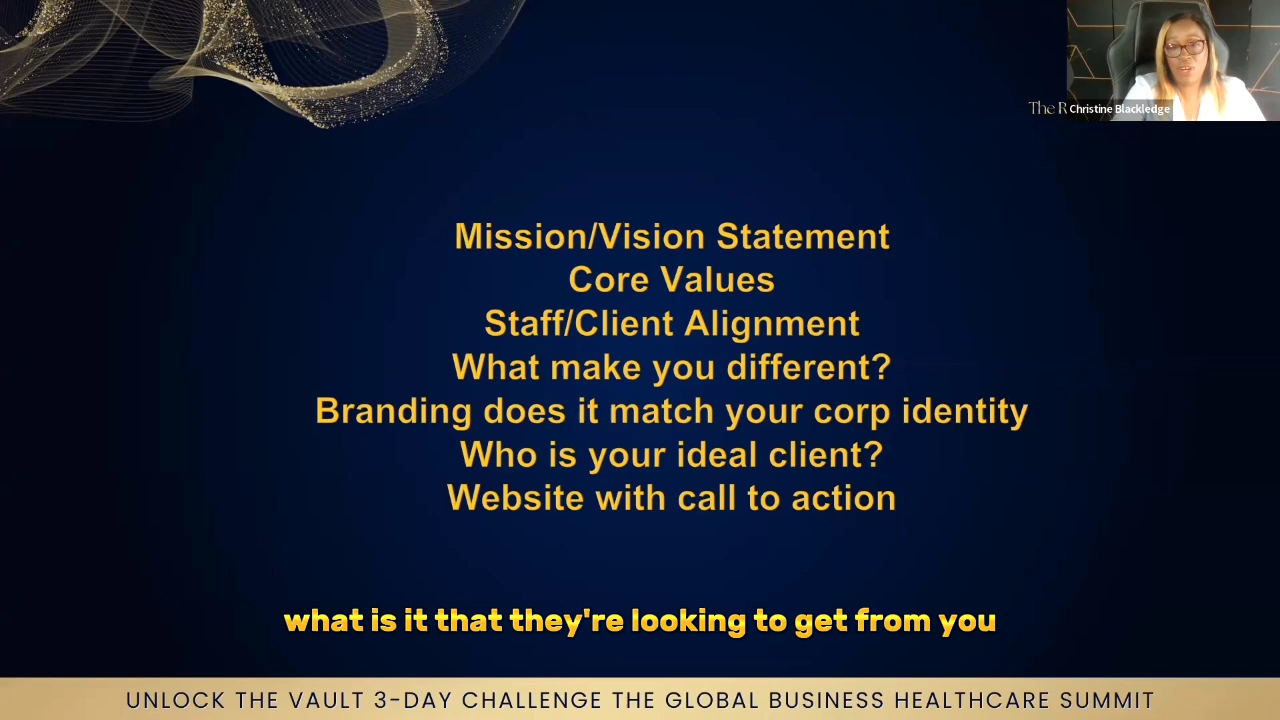 The R
Christine Blackledge
Mission/Vision Statement
Core Values
Staff/Client Alignment
What make you different?
Branding does it match your corp identity
Who is your ideal client?
Website with call to action
what is it that they're looking to get from you
UNLOCK THE VAULT 3-DAY CHALLENGE THE GLOBAL BUSINESS HEALTHCARE SUMMIT